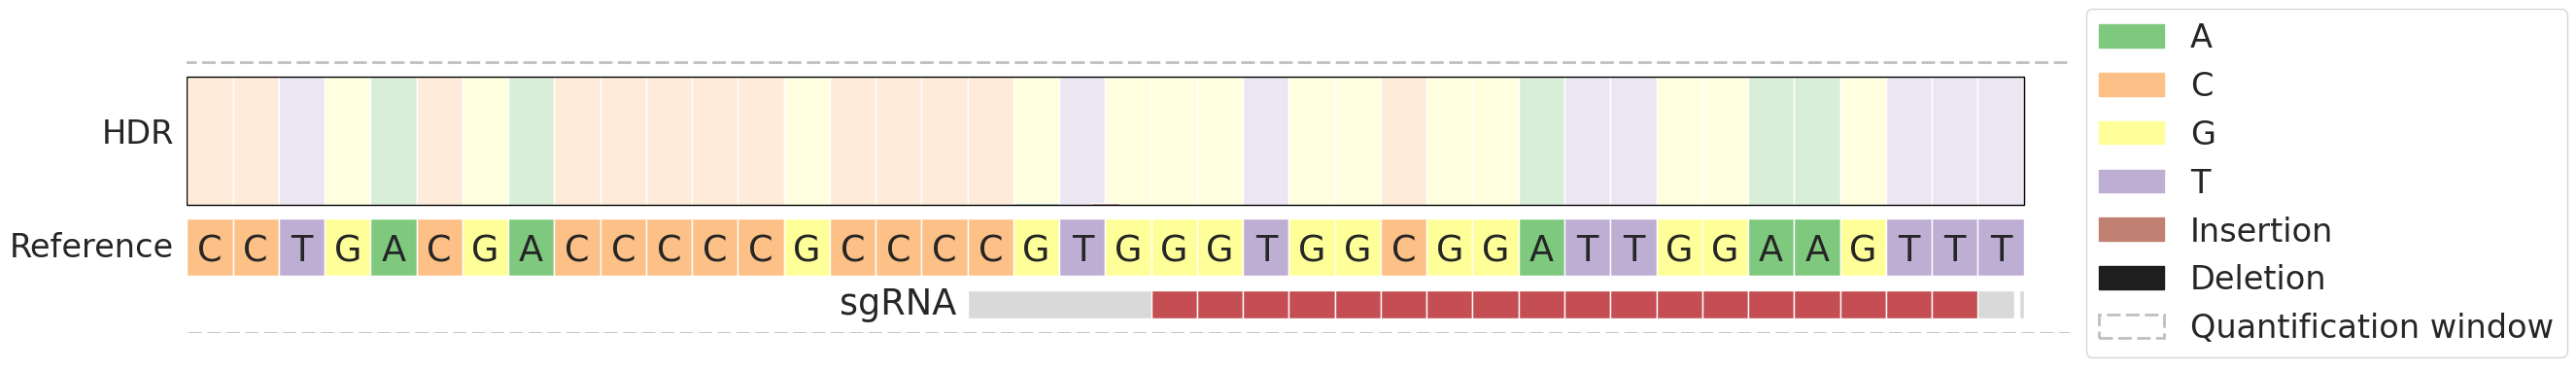 HDR
Reference C C T G A C G A C C C C C G C C C C G T G G G T G G C G G A T T G G A A G T T T
sgRNA
A
C
G
T
Insertion
Deletion
Quantification window